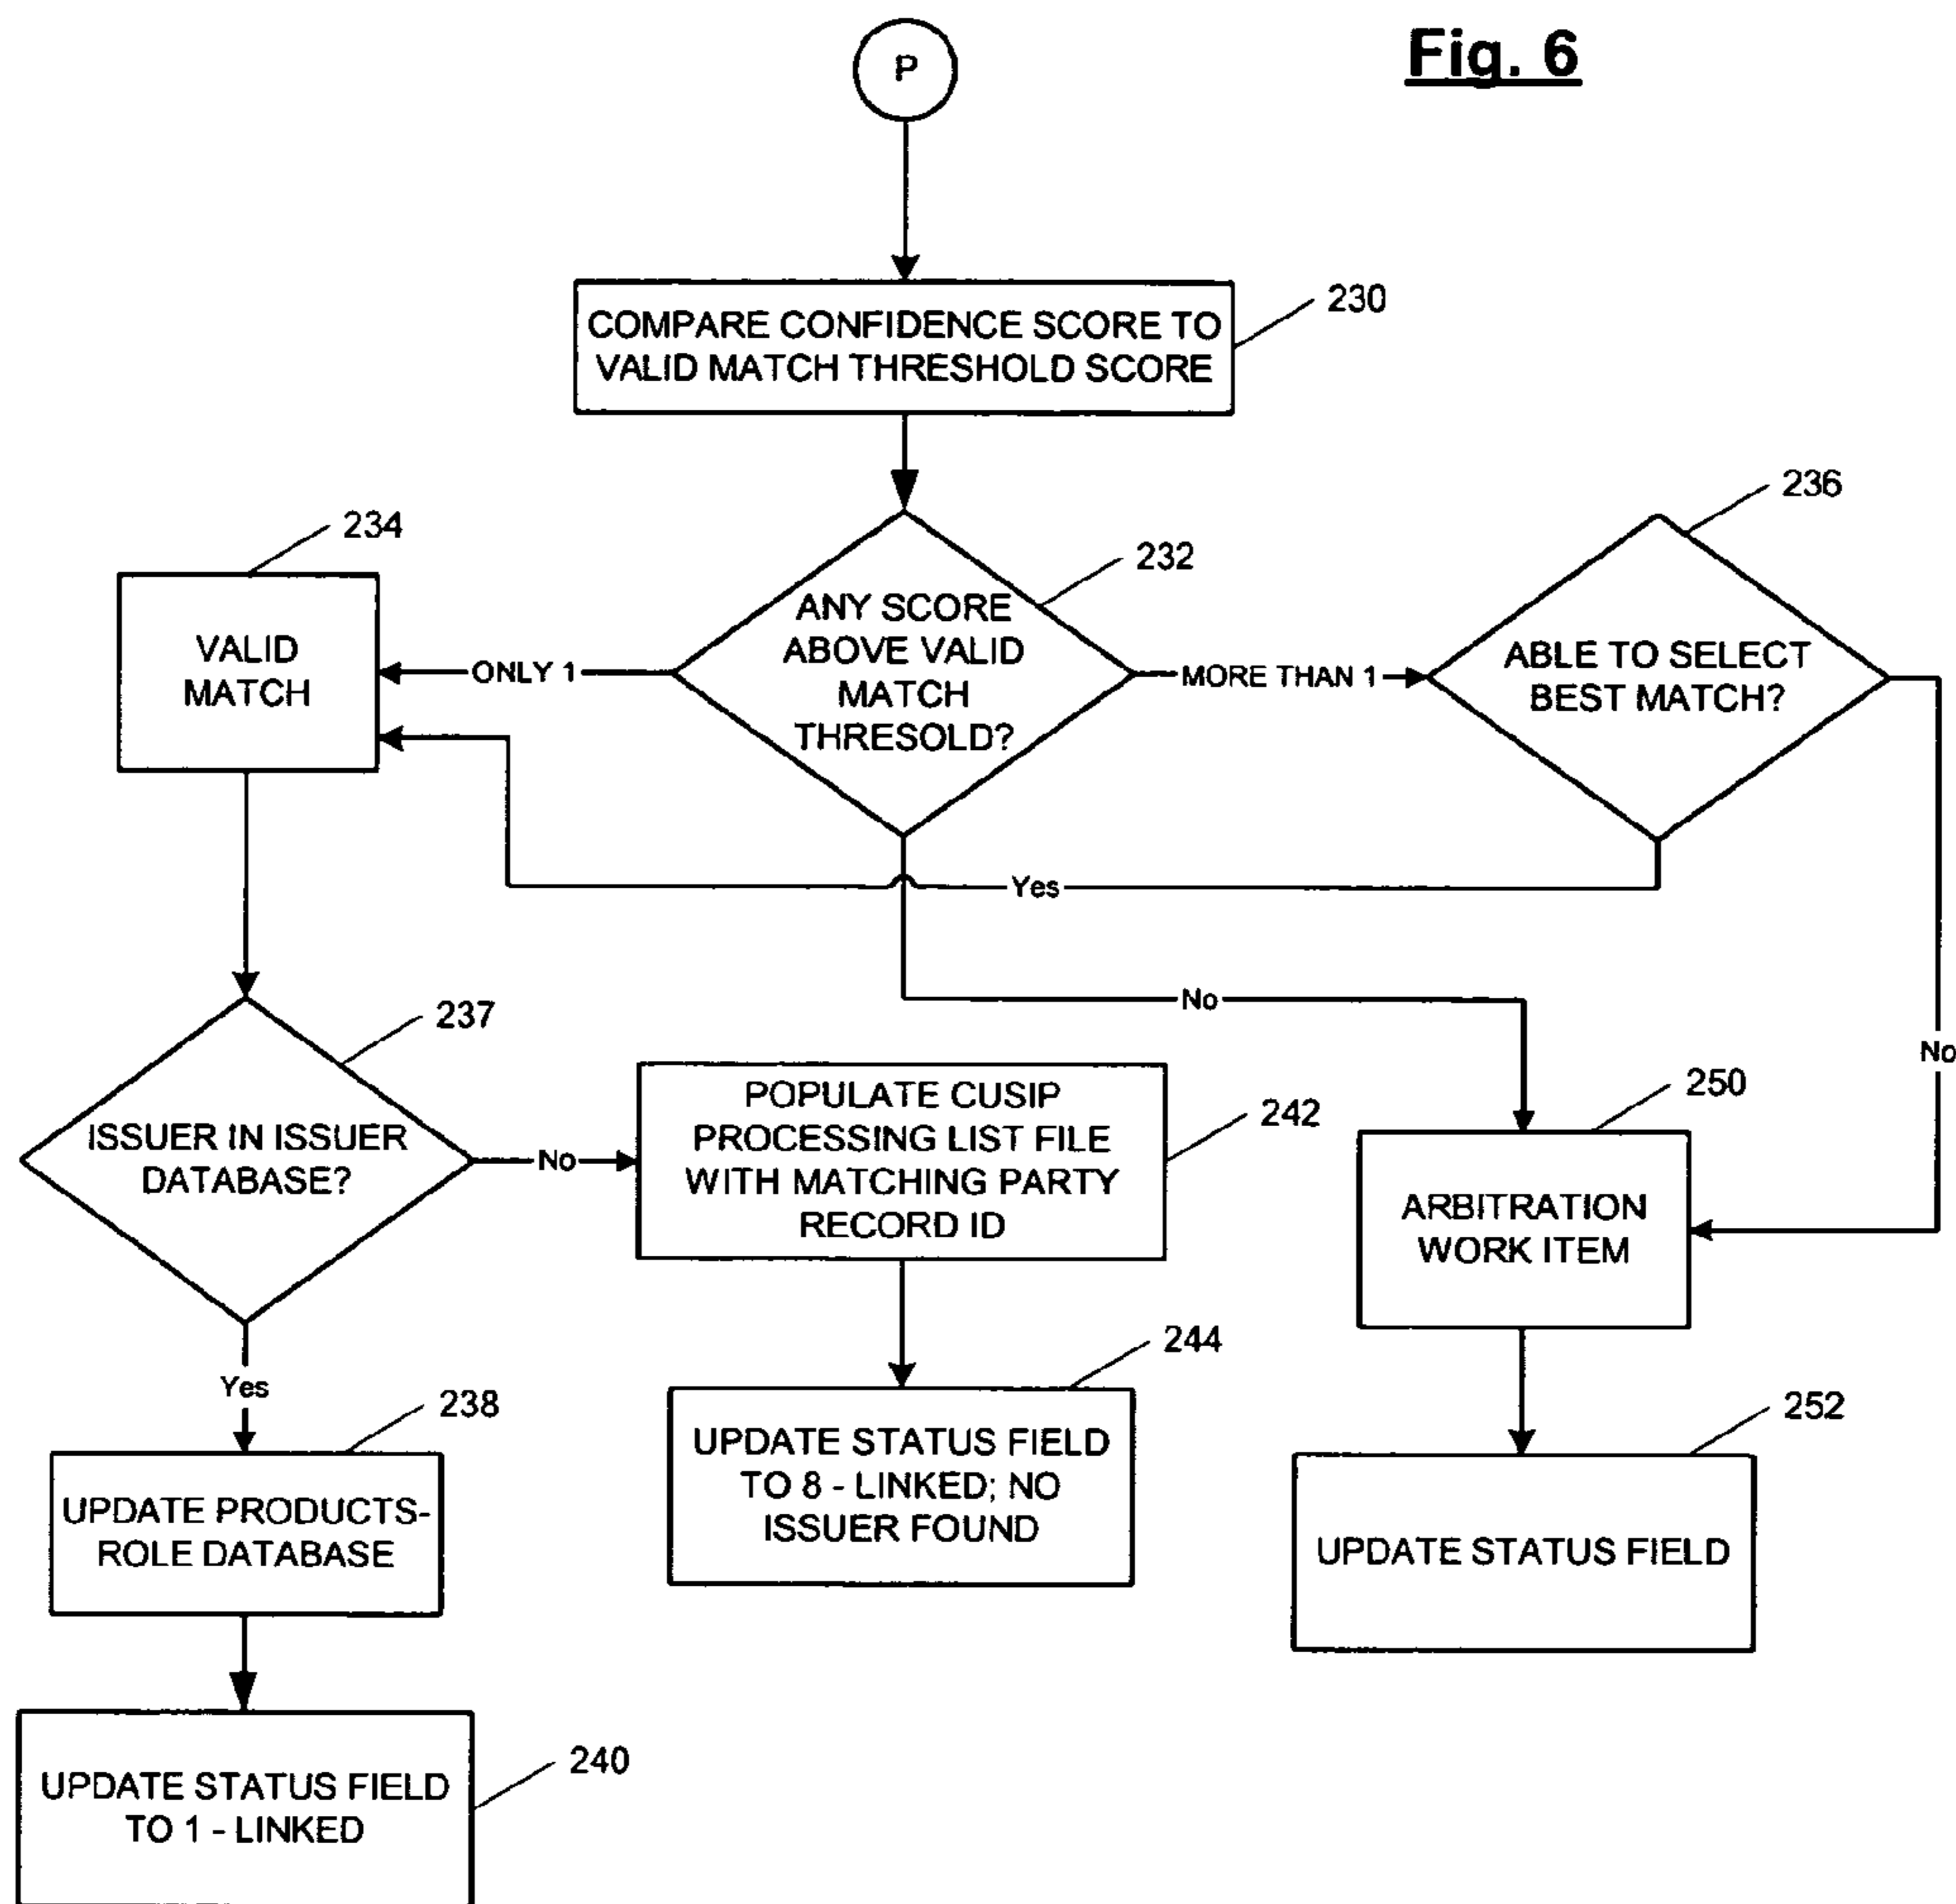 Fig. 6
P
COMPARE CONFIDENCE SCORE TO
VALID MATCH THRESHOLD SCORE
230
236
234
232
ANY SCORE
ABOVE VALID
MATCH
THRESOLD?
VALID
MATCH
ONLY 1
MORE THAN 1
ABLE TO SELECT
BEST MATCH?
Yes
No
No
237
ISSUER IN ISSUER
DATABASE?
No
POPULATE CUSIP
PROCESSING LIST FILE
WITH MATCHING PARTY
RECORD ID
242
250
ARBITRATION
WORK ITEM
Yes
238
244
252
UPDATE PRODUCTS-
ROLE DATABASE
UPDATE STATUS FIELD
TO 8 - LINKED; NO
ISSUER FOUND
UPDATE STATUS FIELD
240
UPDATE STATUS FIELD
TO 1 - LINKED